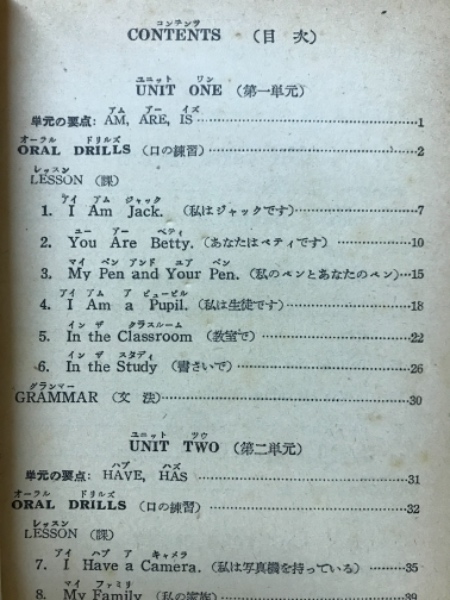 コンテンヲ
CONTENTS (目 次)
ユニット ワン
UNIT ONE (第一単元)
アム アー イズ
単元の要点: AM, ARE, IS…………1
オーラル ドリルズ
ORAL DRILLS (口の練習)…………2
レッスン
LESSON (課)
アイ アム ジャック
1. I Am Jack. (私はジャックです)…………7
ユー アー ベティ
2. You Are Betty. (あなたはベティです)…………10
マイ ペン アンド ユア ペン
3. My Pen and Your Pen. (私のペンとあなたのペン)…15
アイ アム ア ピューピル
4. I Am a Pupil. (私は生徒です)…………18
イン ザ クラスルーム
5. In the Classroom (教室で)…………22
イン ザ スタディ
6. In the Study (書さいで)…………26
グランマー
GRAMMAR (文 法)…………30
ユニット ツウ
UNIT TWO (第二単元)
ハブ ハズ
単元の要点: HAVE, HAS…………31
オーラル ドリルズ
ORAL DRILLS (口の練習)…………32
レッスン
LESSON (課)
アイ ハブ ア キャメラ
7. I Have a Camera. (私は写真機を持っている)…………35
マイ ファミリ
8. My Family (私の家族)…………39